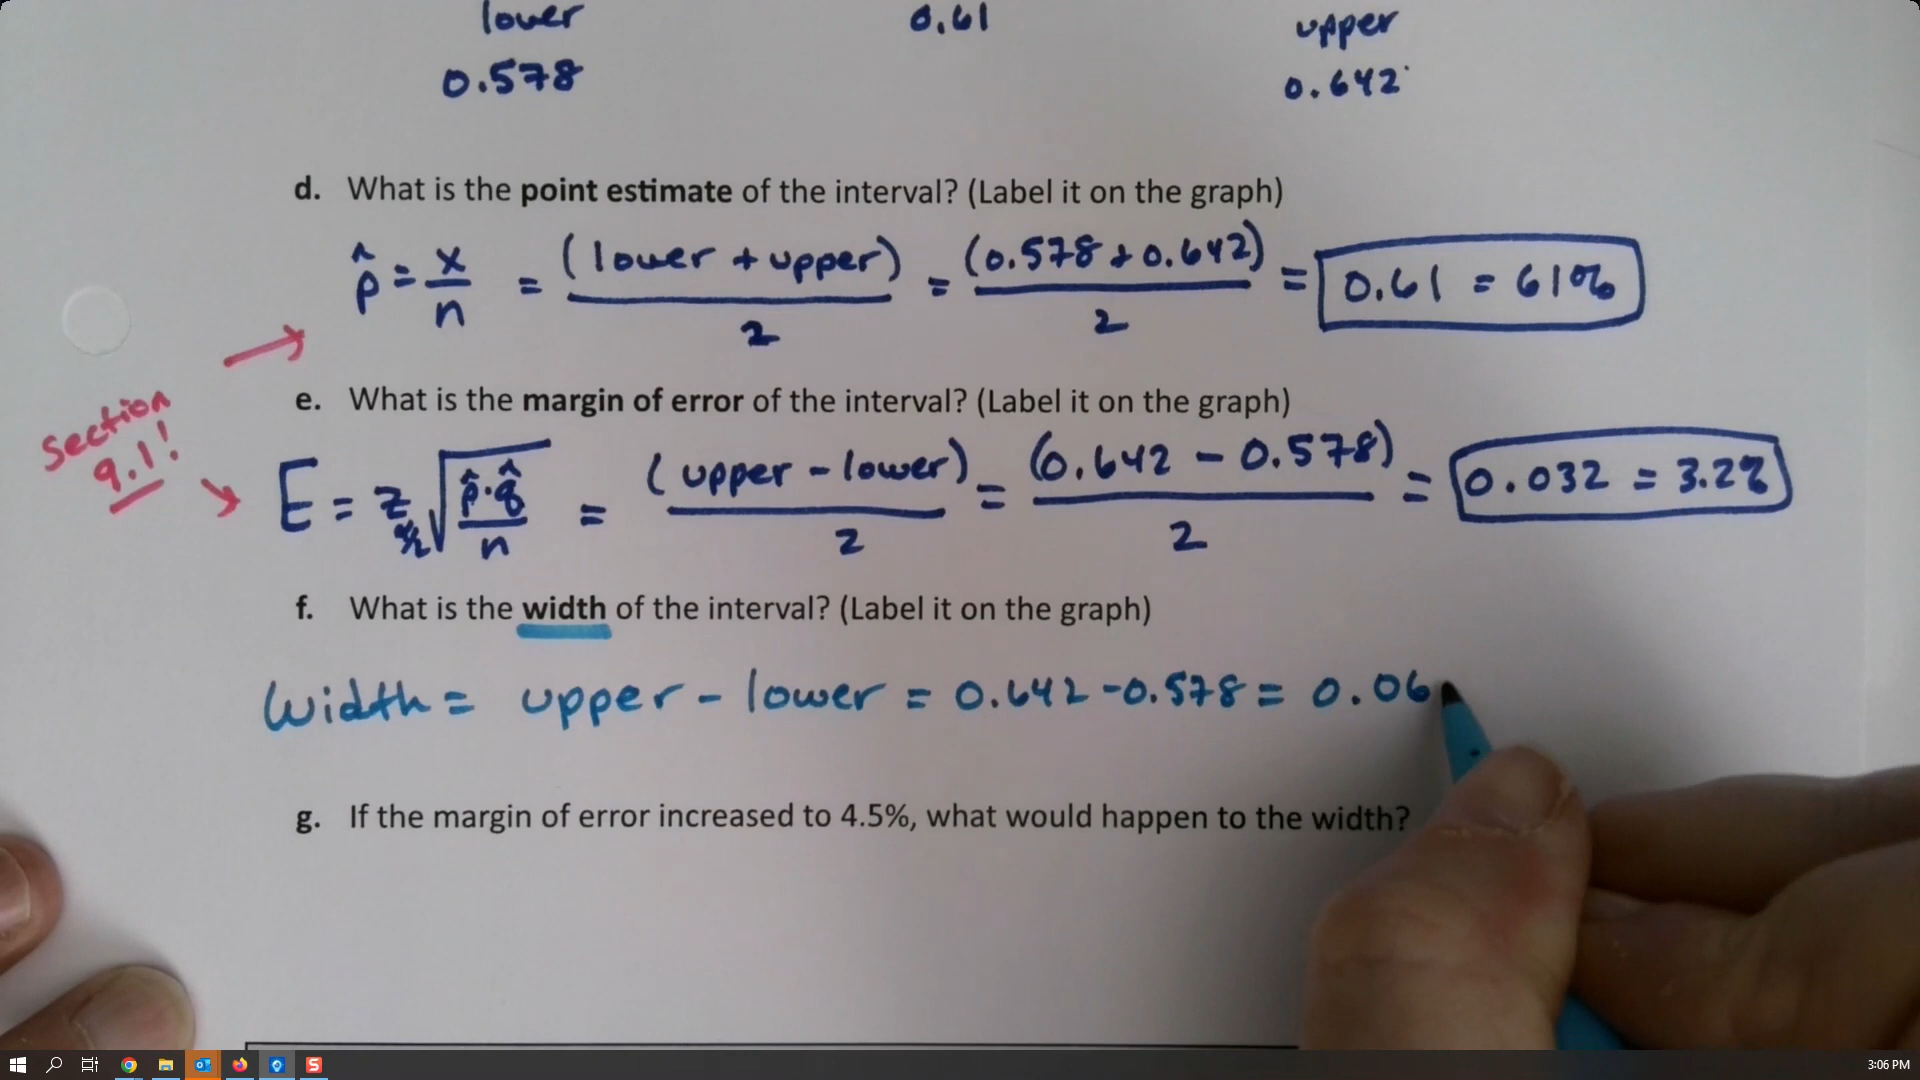 lower 0.61 upper
0.578 0.642
d. What is the point estimate of the interval? (Label it on the graph)
p̂ = x/n = (lower + upper)/2 = (0.578 + 0.642)/2 = 0.61 = 61%
Section
9.1!
e. What is the margin of error of the interval? (Label it on the graph)
E = z α/2 √(p̂·q̂/n) = (upper - lower)/2 = (0.642 - 0.578)/2 = 0.032 = 3.2%
f. What is the width of the interval? (Label it on the graph)
Width = upper - lower = 0.642 - 0.578 = 0.06
g. If the margin of error increased to 4.5%, what would happen to the width?
3:06 PM